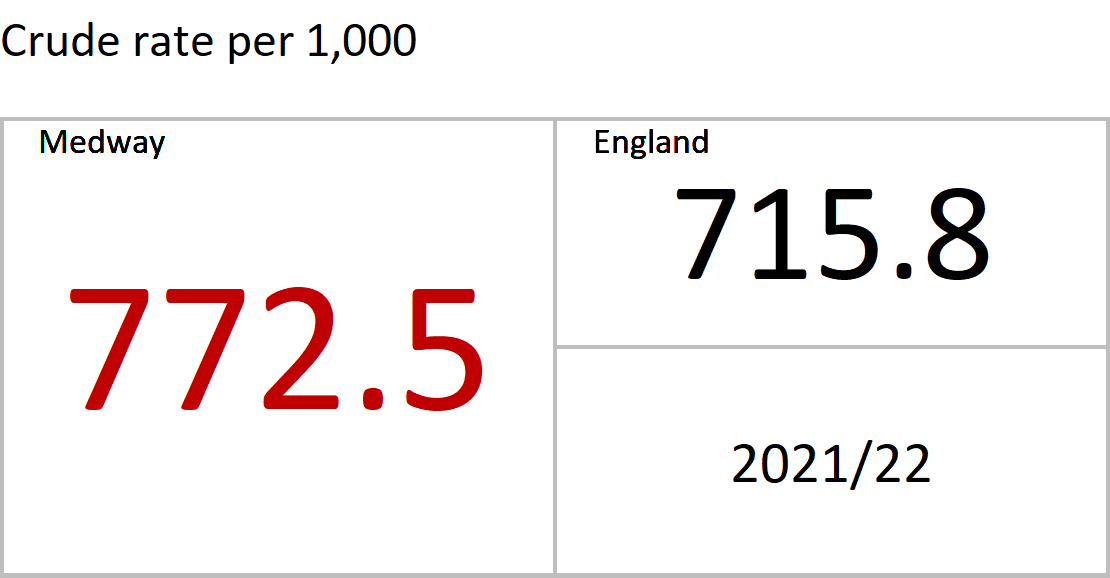 Crude rate per 1,000
Medway
772.5
England
715.8
2021/22